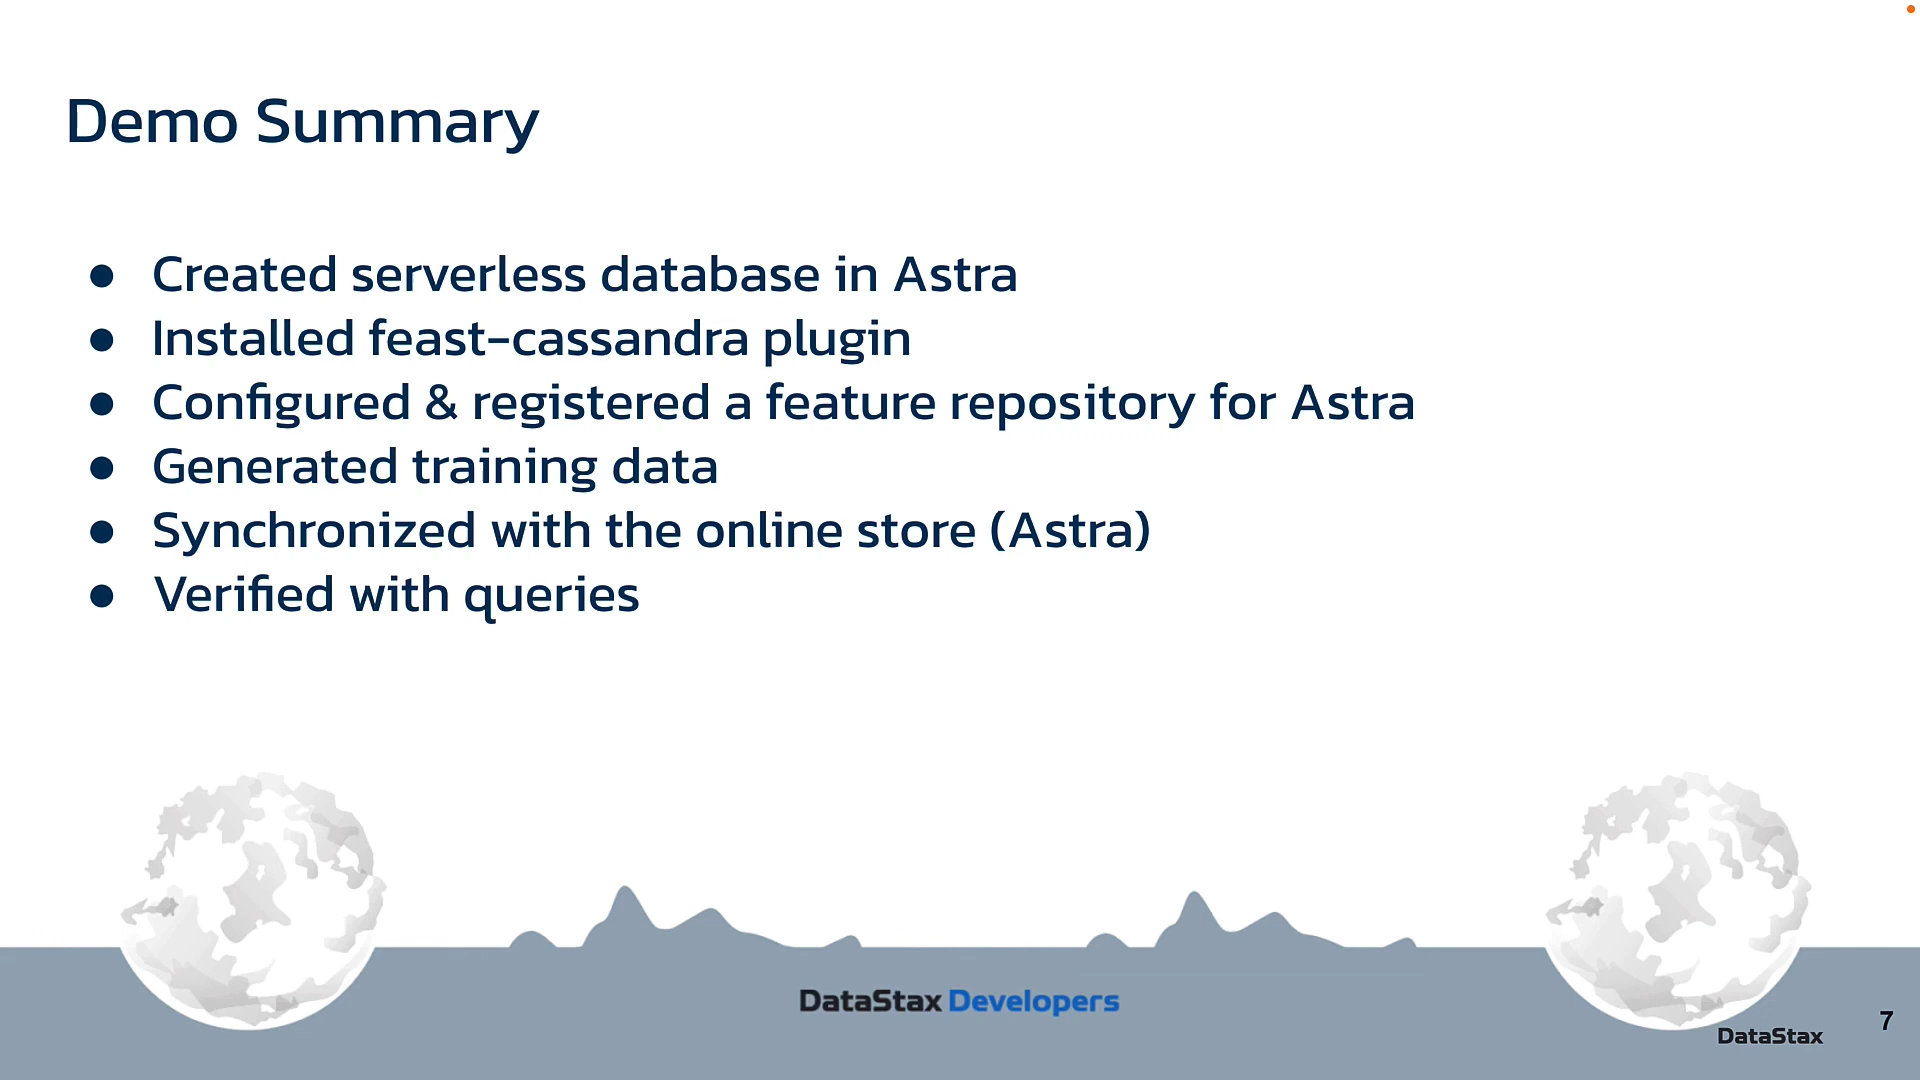 Demo Summary
● Created serverless database in Astra
● Installed feast-cassandra plugin
● Configured & registered a feature repository for Astra
● Generated training data
● Synchronized with the online store (Astra)
● Verified with queries
DataStax Developers
DataStax
7